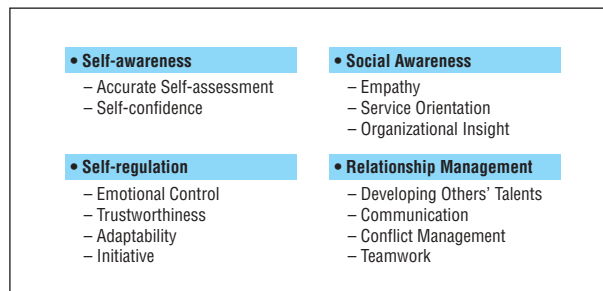 • Self-awareness
– Accurate Self-assessment
– Self-confidence
• Social Awareness
– Empathy
– Service Orientation
– Organizational Insight
• Self-regulation
– Emotional Control
– Trustworthiness
– Adaptability
– Initiative
• Relationship Management
– Developing Others’ Talents
– Communication
– Conflict Management
– Teamwork